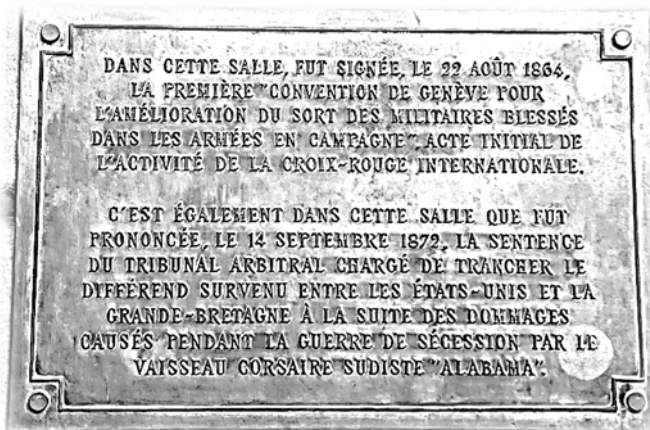 DANS CETTE SALLE, FUT SIGNÉE, LE 22 AOÛT 1864,
LA PREMIÈRE "CONVENTION DE GENÈVE POUR
L'AMÉLIORATION DU SORT DES MILITAIRES BLESSÉS
DANS LES ARMÉES EN CAMPAGNE", ACTE INITIAL DE
L'ACTIVITÉ DE LA CROIX-ROUGE INTERNATIONALE.
C'EST ÉGALEMENT DANS CETTE SALLE QUE FUT
PRONONCÉE, LE 14 SEPTEMBRE 1872, LA SENTENCE
DU TRIBUNAL ARBITRAL CHARGÉ DE TRANCHER LE
DIFFÉREND SURVENU ENTRE LES ÉTATS-UNIS ET LA
GRANDE-BRETAGNE À LA SUITE DES DOMMAGES
CAUSÉS PENDANT LA GUERRE DE SÉCESSION PAR LE
VAISSEAU CORSAIRE SUDISTE "ALABAMA".